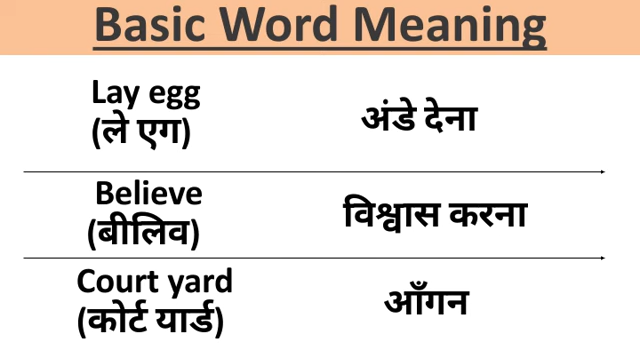 Basic Word Meaning
Lay egg
(ले एग)
अंडे देना
Believe
(बीलिव)
विश्वास करना
Court yard
(कोर्ट यार्ड)
आँगन